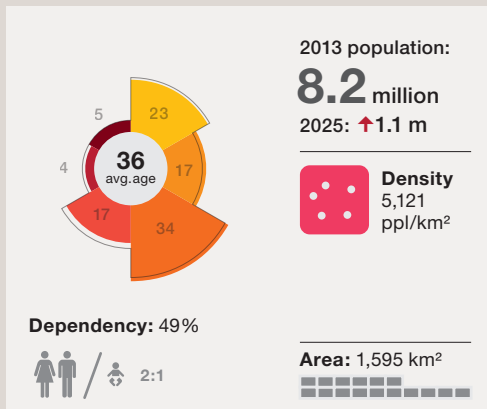 2013 population:
8.2 million
2025: 1.1 m
Density
5,121
ppl/km²
5
23
4
36
avg.age
17
17
34
Dependency: 49%
2:1
Area: 1,595 km²